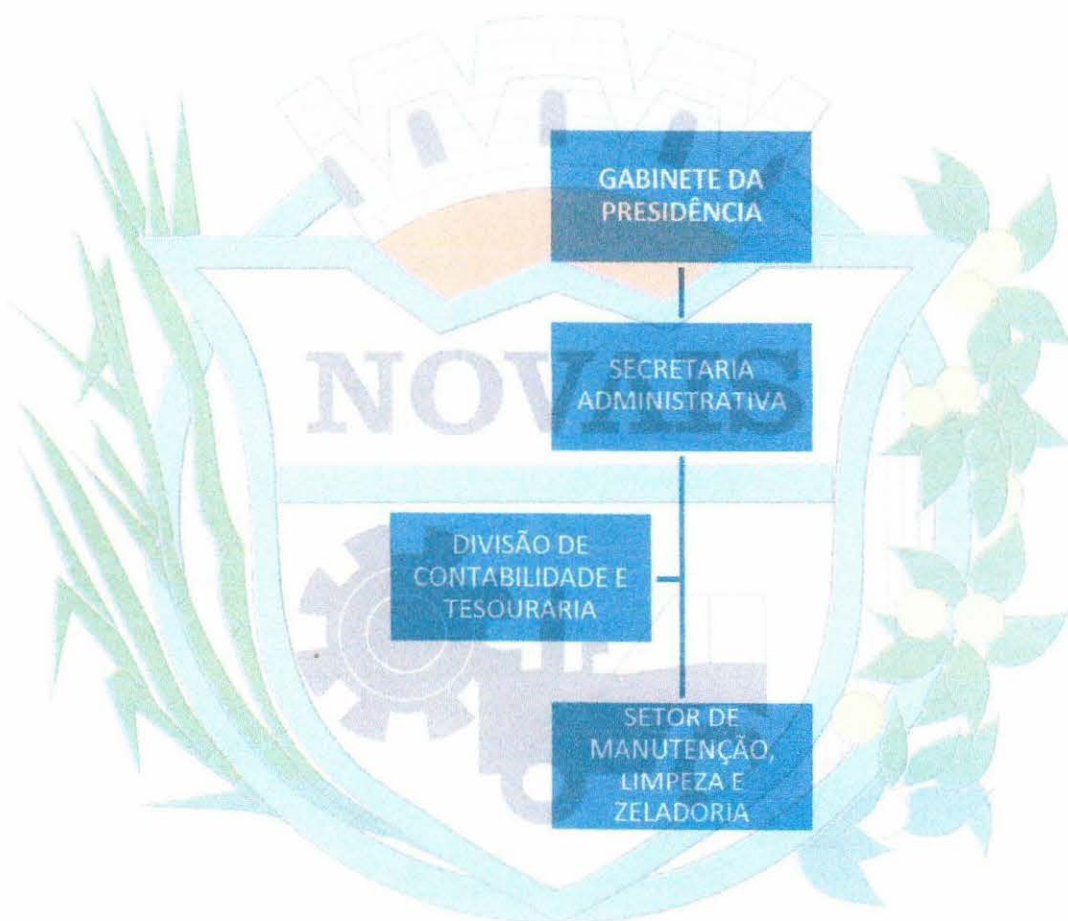 GABINETE DA
PRESIDÊNCIA
NOVAIS
SECRETARIA
ADMINISTRATIVA
DIVISÃO DE
CONTABILIDADE E
TESOURARIA
SETOR DE
MANUTENÇÃO,
LIMPEZA E
ZELADORIA